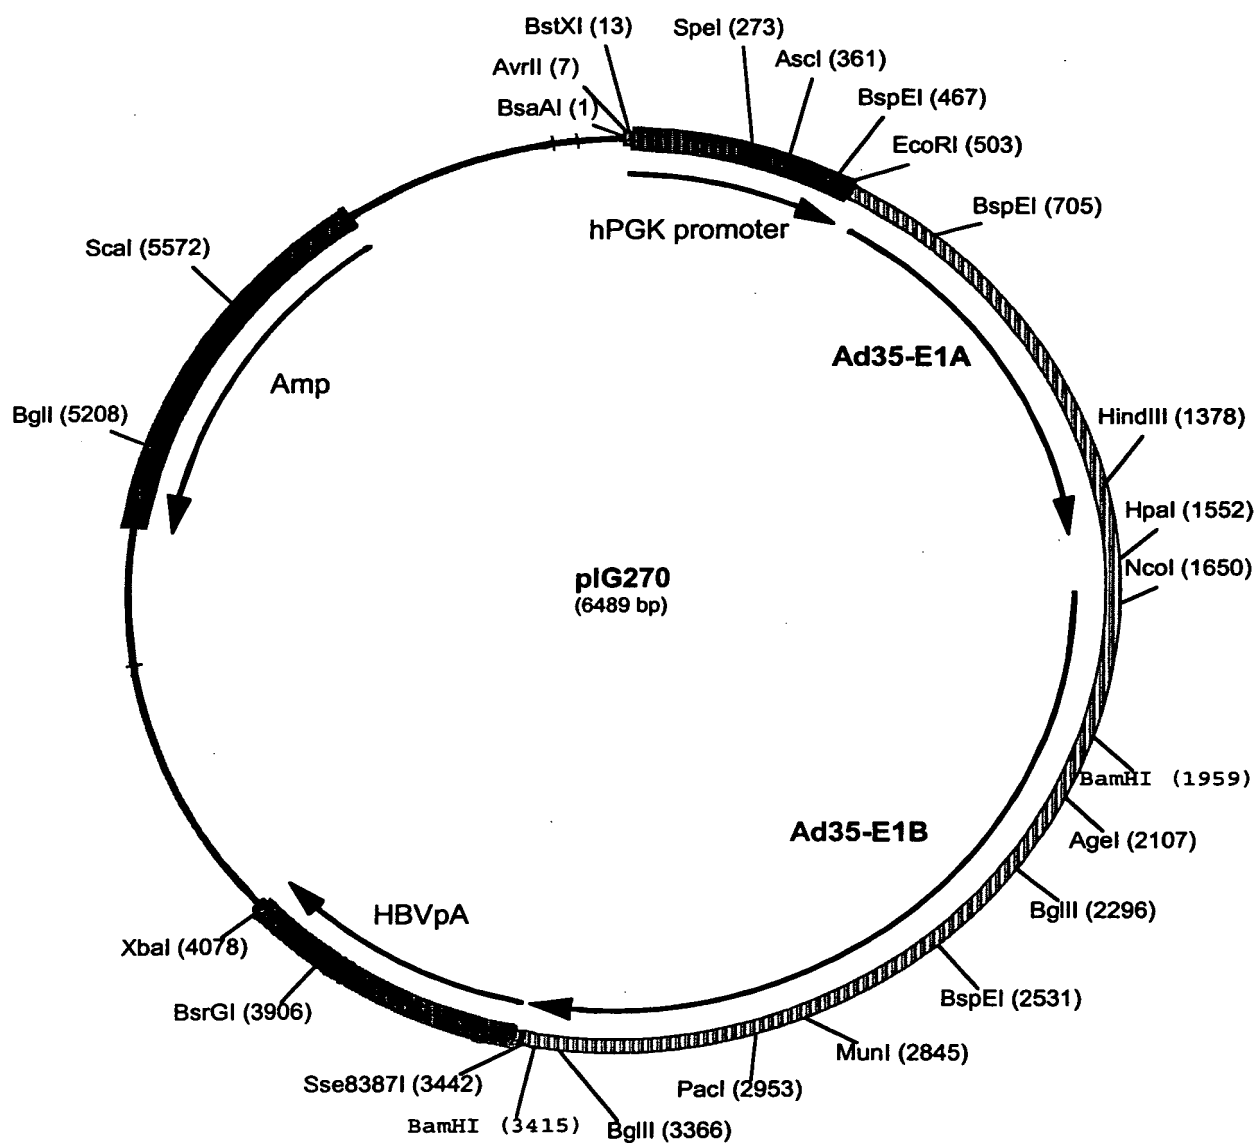 BstXI (13)
SpeI (273)
AvrII (7)
AscI (361)
BsaAI (1)
BspEI (467)
EcoRI (503)
BspEI (705)
hPGK promoter
ScaI (5572)
Ad35-E1A
Amp
BglI (5208)
HindIII (1378)
HpaI (1552)
NcoI (1650)
pIG270
(6489 bp)
BamHI (1959)
Ad35-E1B
AgeI (2107)
HBVpA
BglII (2296)
XbaI (4078)
BspEI (2531)
BsrGI (3906)
MunI (2845)
Sse8387I (3442)
PacI (2953)
BamHI (3415)
BglII (3366)